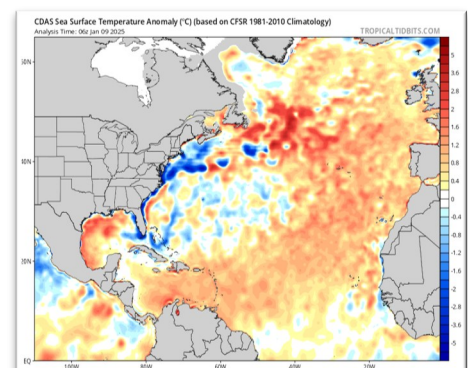 CDAS Sea Surface Temperature Anomaly (°C) (based on CFSR 1981-2010 Climatology)
Analysis Time: 06z Jan 09 2025
TROPICALTIDBITS.COM
5
3.6
2.8
2
1.6
1.2
0.8
0.4
0
-0.4
-0.8
-1.2
-1.6
-2
-2.8
-3.6
-5
40N
20N
EQ
100W
80W
60W
40W
20W